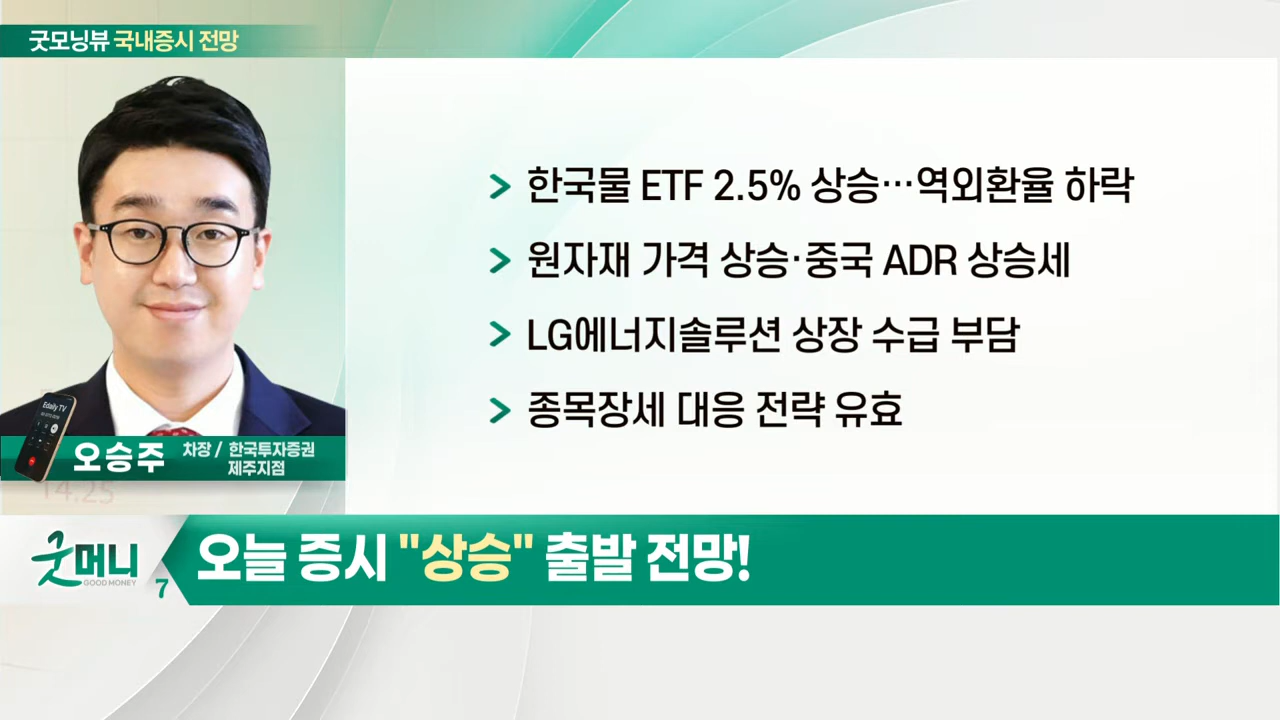 굿모닝뷰 국내증시 전망
> 한국물 ETF 2.5% 상승…역외환율 하락
> 원자재 가격 상승·중국 ADR 상승세
> LG에너지솔루션 상장 수급 부담
> 종목장세 대응 전략 유효
Edaily TV
오승주 차장 / 한국투자증권
제주지점
14.25
굿머니
GOOD MONEY
7
오늘 증시 "상승" 출발 전망!